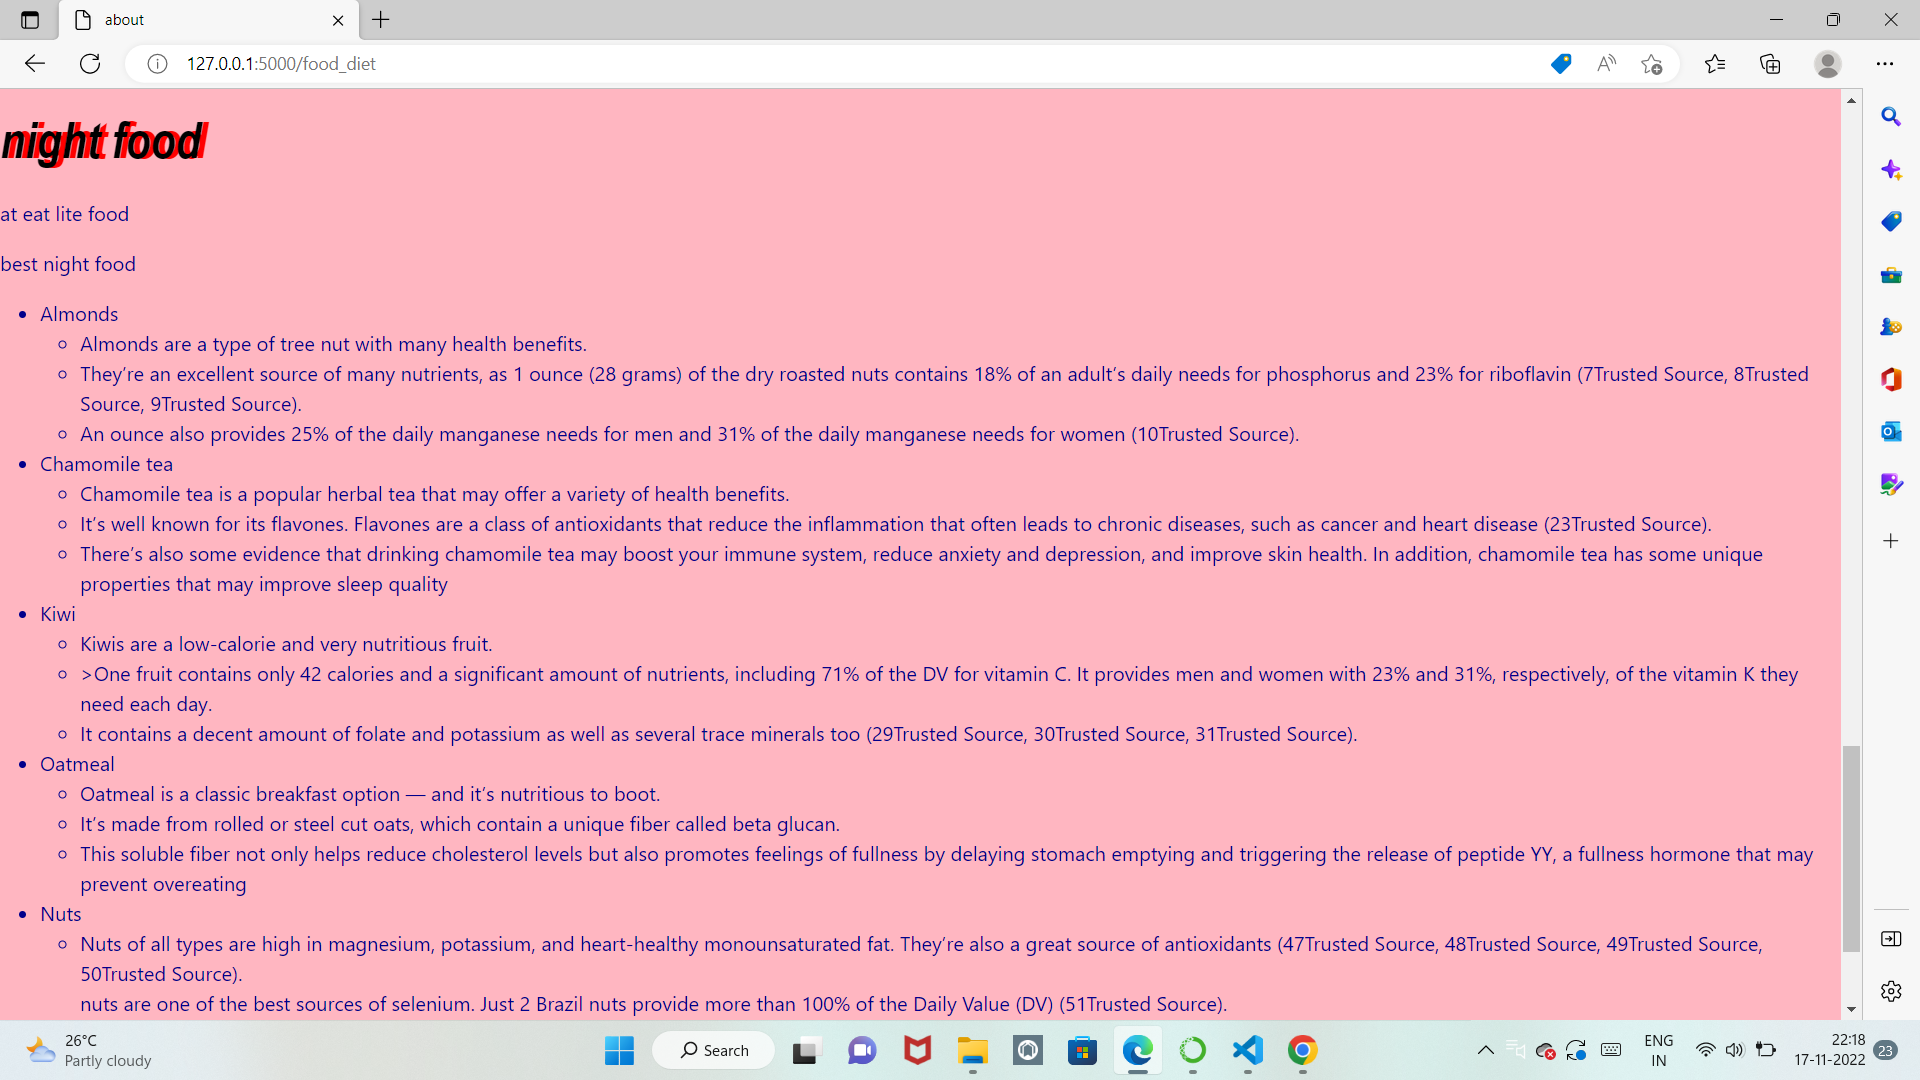 about
127.0.0.1:5000/food_diet
night food
at eat lite food
best night food
Almonds
Almonds are a type of tree nut with many health benefits.
They’re an excellent source of many nutrients, as 1 ounce (28 grams) of the dry roasted nuts contains 18% of an adult’s daily needs for phosphorus and 23% for riboflavin (7Trusted Source, 8Trusted
Source, 9Trusted Source).
An ounce also provides 25% of the daily manganese needs for men and 31% of the daily manganese needs for women (10Trusted Source).
Chamomile tea
Chamomile tea is a popular herbal tea that may offer a variety of health benefits.
It’s well known for its flavones. Flavones are a class of antioxidants that reduce the inflammation that often leads to chronic diseases, such as cancer and heart disease (23Trusted Source).
There’s also some evidence that drinking chamomile tea may boost your immune system, reduce anxiety and depression, and improve skin health. In addition, chamomile tea has some unique
properties that may improve sleep quality
Kiwi
Kiwis are a low-calorie and very nutritious fruit.
>One fruit contains only 42 calories and a significant amount of nutrients, including 71% of the DV for vitamin C. It provides men and women with 23% and 31%, respectively, of the vitamin K they
need each day.
It contains a decent amount of folate and potassium as well as several trace minerals too (29Trusted Source, 30Trusted Source, 31Trusted Source).
Oatmeal
Oatmeal is a classic breakfast option — and it’s nutritious to boot.
It’s made from rolled or steel cut oats, which contain a unique fiber called beta glucan.
This soluble fiber not only helps reduce cholesterol levels but also promotes feelings of fullness by delaying stomach emptying and triggering the release of peptide YY, a fullness hormone that may
prevent overeating
Nuts
Nuts of all types are high in magnesium, potassium, and heart-healthy monounsaturated fat. They’re also a great source of antioxidants (47Trusted Source, 48Trusted Source, 49Trusted Source,
50Trusted Source).
nuts are one of the best sources of selenium. Just 2 Brazil nuts provide more than 100% of the Daily Value (DV) (51Trusted Source).
26°C
Partly cloudy
Search
ENG
IN
22:18
17-11-2022
23